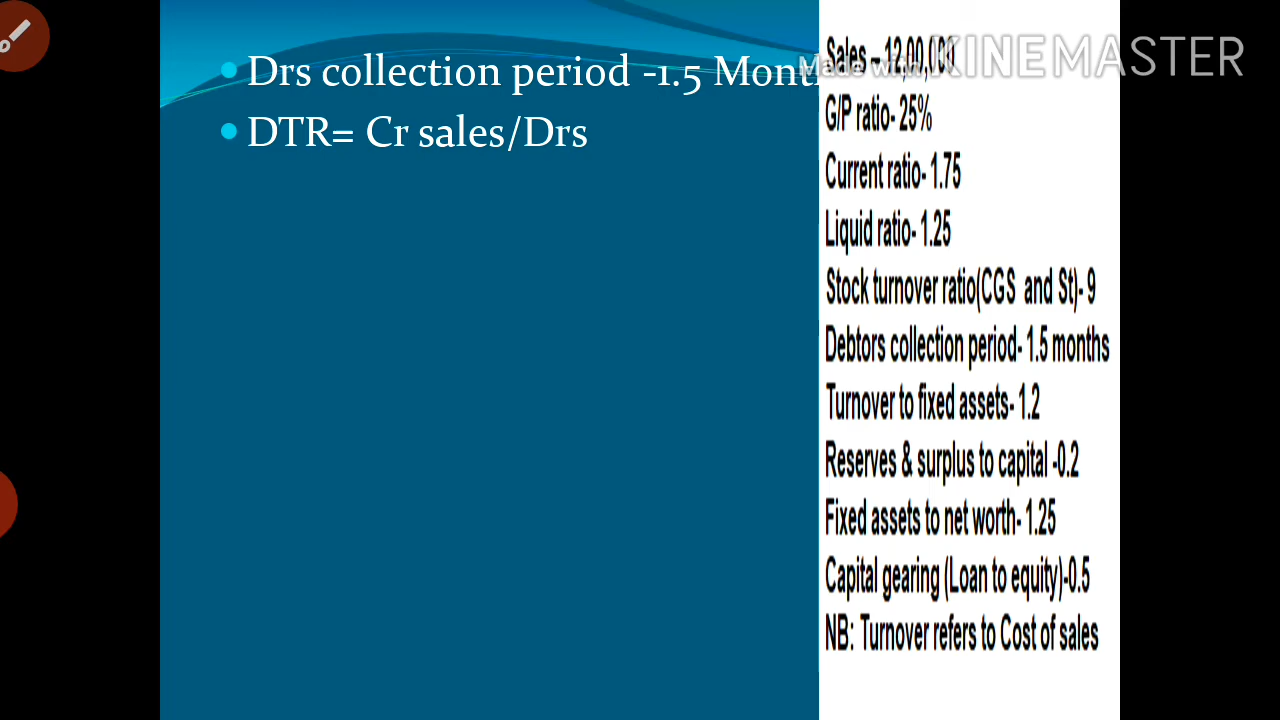 Drs collection period -1.5 Month
DTR= Cr sales/Drs
Made with KINEMASTER
Sales – 12,00,000
G/P ratio- 25%
Current ratio- 1.75
Liquid ratio- 1.25
Stock turnover ratio(CGS and St)- 9
Debtors collection period- 1.5 months
Turnover to fixed assets- 1.2
Reserves & surplus to capital -0.2
Fixed assets to net worth- 1.25
Capital gearing (Loan to equity)-0.5
NB: Turnover refers to Cost of sales